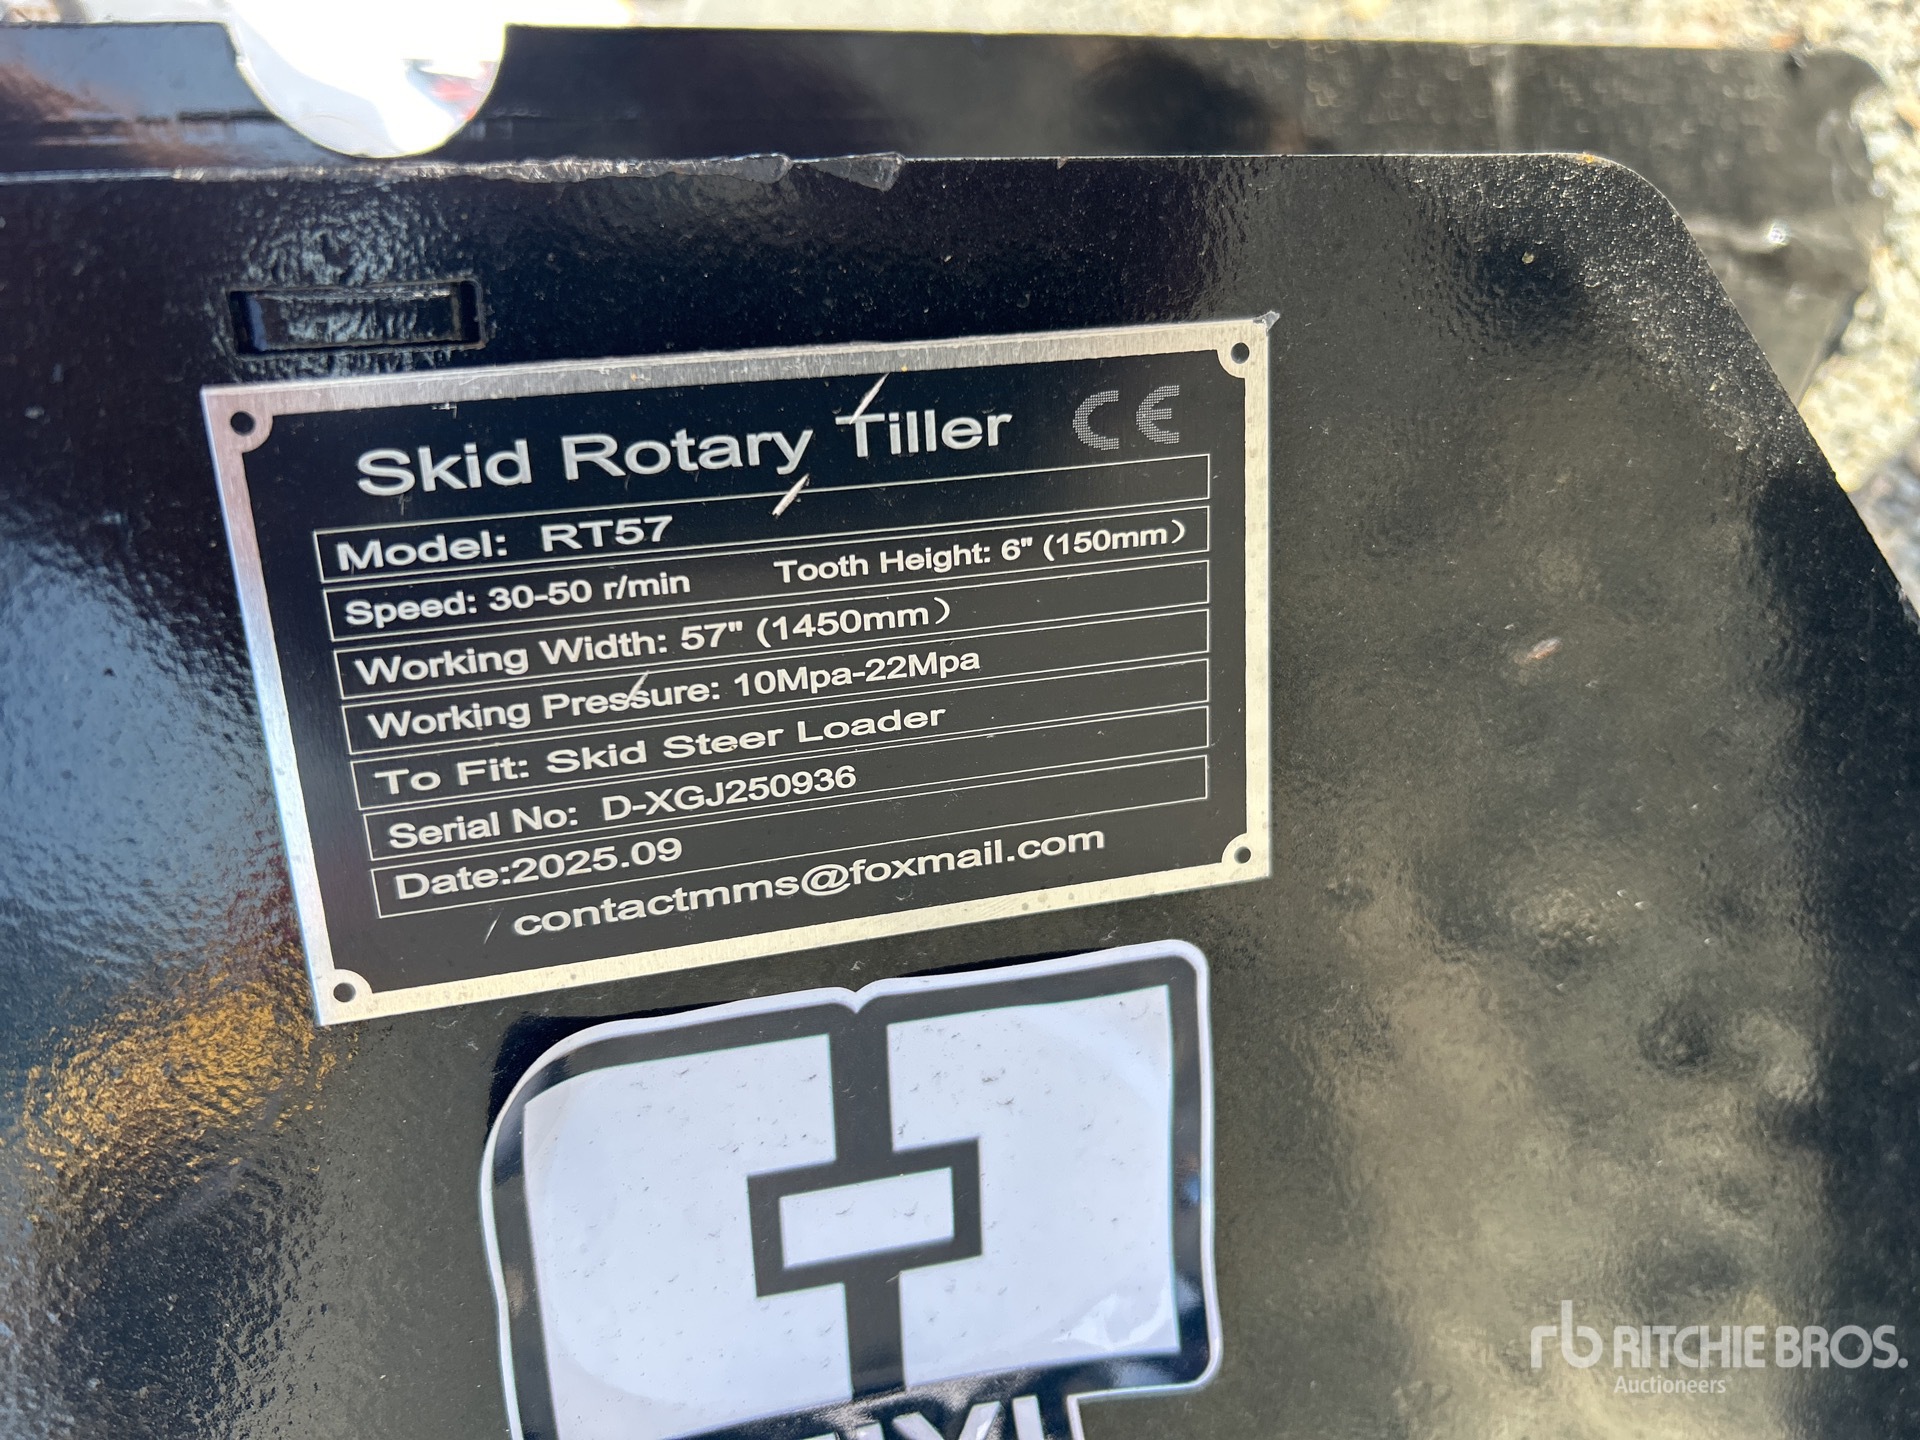 Skid Rotary Tiller CE
Model: RT57
Speed: 30-50 r/min Tooth Height: 6" (150mm)
Working Width: 57" (1450mm)
Working Pressure: 10Mpa-22Mpa
To Fit: Skid Steer Loader
Serial No: D-XGJ250936
Date:2025.09
contactmms@foxmail.com
rb RITCHIE BROS.
Auctioneers